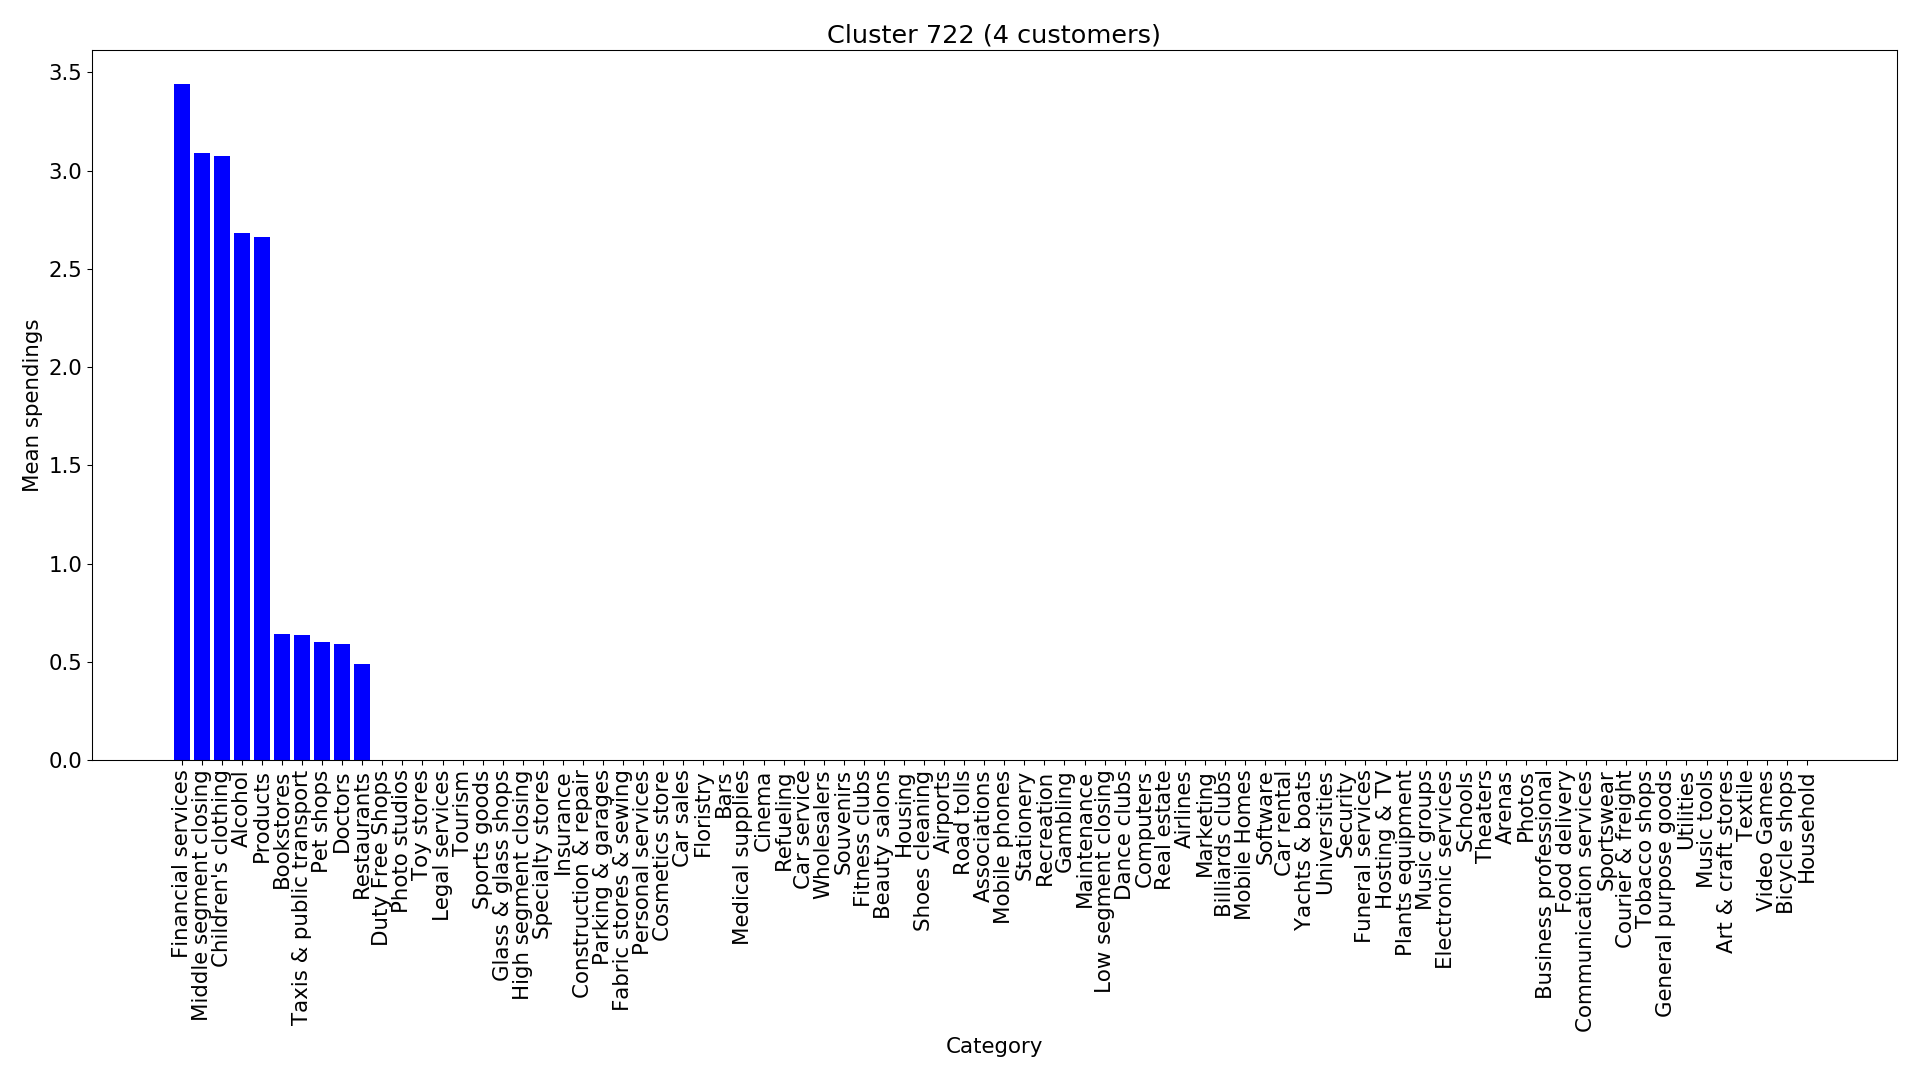 Cluster 722 (4 customers)
3.5
3.0
2.5
2.0
1.5
1.0
0.5
0.0
Mean spendings
Financial services
Middle segment closing
Children's clothing
Alcohol
Products
Bookstores
Taxis & public transport
Pet shops
Doctors
Restaurants
Duty Free Shops
Photo studios
Toy stores
Legal services
Tourism
Sports goods
Glass & glass shops
High segment closing
Specialty stores
Insurance
Construction & repair
Parking & garages
Fabric stores & sewing
Personal services
Cosmetics store
Car sales
Floristry
Bars
Medical supplies
Cinema
Refueling
Car service
Wholesalers
Souvenirs
Fitness clubs
Beauty salons
Housing
Shoes cleaning
Airports
Road tolls
Associations
Mobile phones
Stationery
Recreation
Gambling
Maintenance
Low segment closing
Dance clubs
Computers
Real estate
Airlines
Marketing
Billiards clubs
Mobile Homes
Software
Car rental
Yachts & boats
Universities
Security
Funeral services
Hosting & TV
Plants equipment
Music groups
Electronic services
Schools
Theaters
Arenas
Photos
Business professional
Food delivery
Communication services
Sportswear
Courier & freight
Tobacco shops
General purpose goods
Utilities
Music tools
Art & craft stores
Textile
Video Games
Bicycle shops
Household
Category